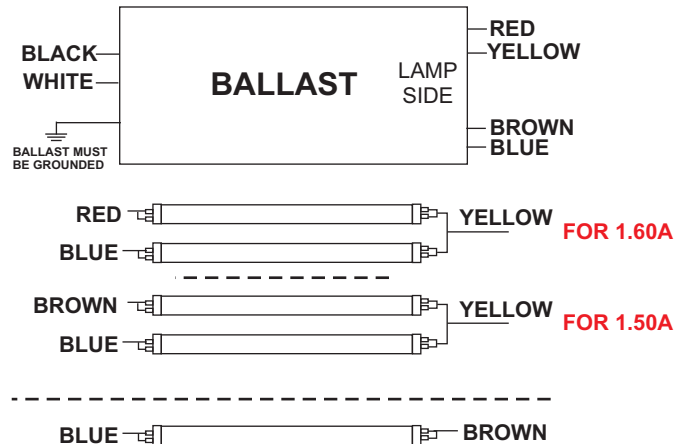 BLACK
WHITE
BALLAST MUST
BE GROUNDED
BALLAST
LAMP
SIDE
RED
YELLOW
BROWN
BLUE
RED
BLUE
YELLOW
FOR 1.60A
BROWN
BLUE
YELLOW
FOR 1.50A
BLUE
BROWN